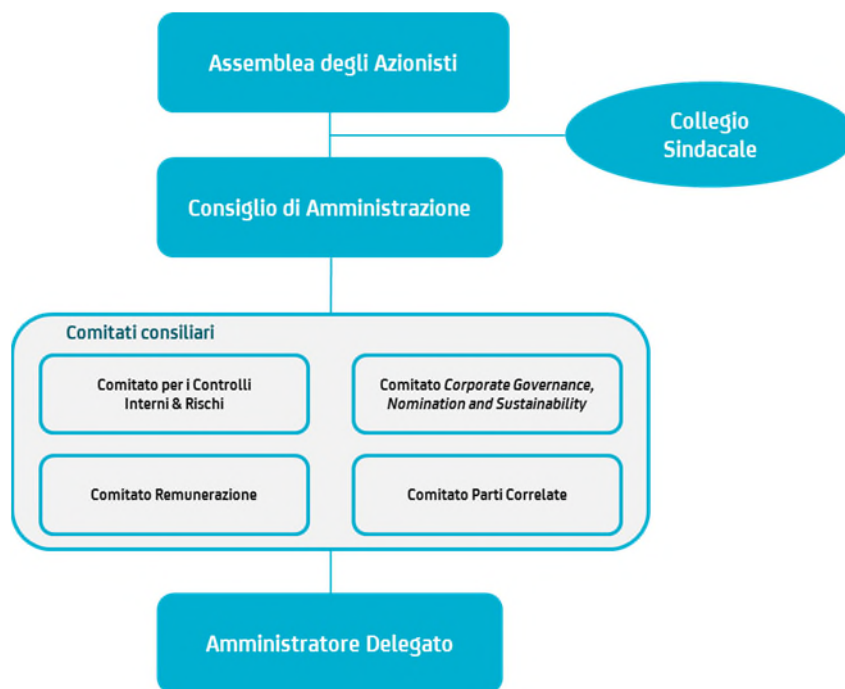 Assemblea degli Azionisti
Collegio
Sindacale
Consiglio di Amministrazione
Comitati consiliari
Comitato per i Controlli
Interni & Rischi
Comitato Corporate Governance,
Nomination and Sustainability
Comitato Remunerazione
Comitato Parti Correlate
Amministratore Delegato